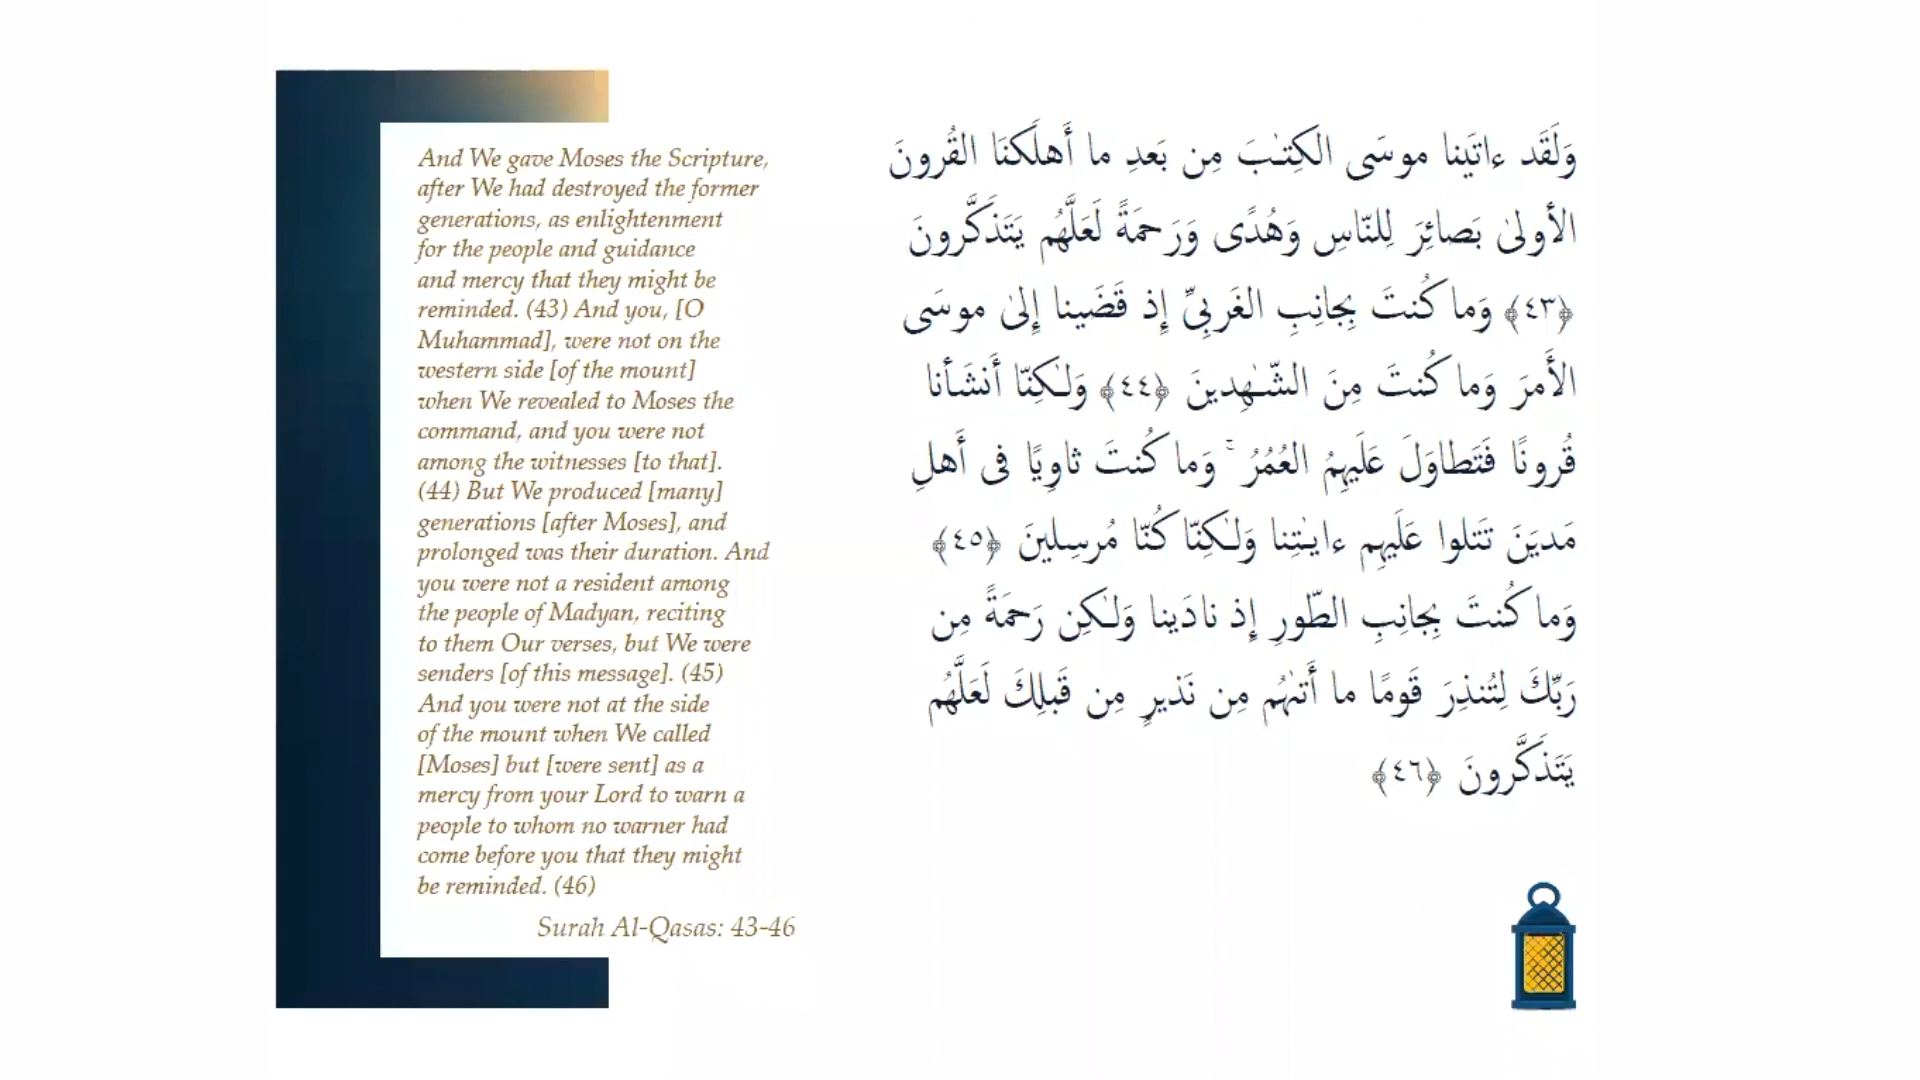 And We gave Moses the Scripture,
after We had destroyed the former
generations, as enlightenment
for the people and guidance
and mercy that they might be
reminded. (43) And you, [O
Muhammad], were not on the
western side [of the mount]
when We revealed to Moses the
command, and you were not
among the witnesses [to that].
(44) But We produced [many]
generations [after Moses], and
prolonged was their duration. And
you were not a resident among
the people of Madyan, reciting
to them Our verses, but We were
senders [of this message]. (45)
And you were not at the side
of the mount when We called
[Moses] but [were sent] as a
mercy from your Lord to warn a
people to whom no warner had
come before you that they might
be reminded. (46)
Surah Al-Qasas: 43-46
وَلَقَد ءاتَينا موسَى الكِتـٰبَ مِن بَعدِ ما أَهلَكنَا القُرونَ
الأولىٰ بَصائِرَ لِلنّاسِ وَهُدًى وَرَحمَةً لَعَلَّهُم يَتَذَكَّرونَ
﴿٤٣﴾ وَما كُنتَ بِجانِبِ الغَربِىِّ إِذ قَضَينا إِلىٰ موسَى
الأَمرَ وَما كُنتَ مِنَ الشّـٰهِدينَ ﴿٤٤﴾ وَلـٰكِنّا أَنشَأنا
قُرونًا فَتَطاوَلَ عَلَيهِمُ العُمُرُ ۚ وَما كُنتَ ثاوِيًا فى أَهلِ
مَديَنَ تَتلوا عَلَيهِم ءايـٰتِنا وَلـٰكِنّا كُنّا مُرسِلينَ ﴿٤٥﴾
وَما كُنتَ بِجانِبِ الطّورِ إِذ نادَينا وَلـٰكِن رَحمَةً مِن
رَبِّكَ لِتُنذِرَ قَومًا ما أَتىٰهُم مِن نَذيرٍ مِن قَبلِكَ لَعَلَّهُم
يَتَذَكَّرونَ ﴿٤٦﴾